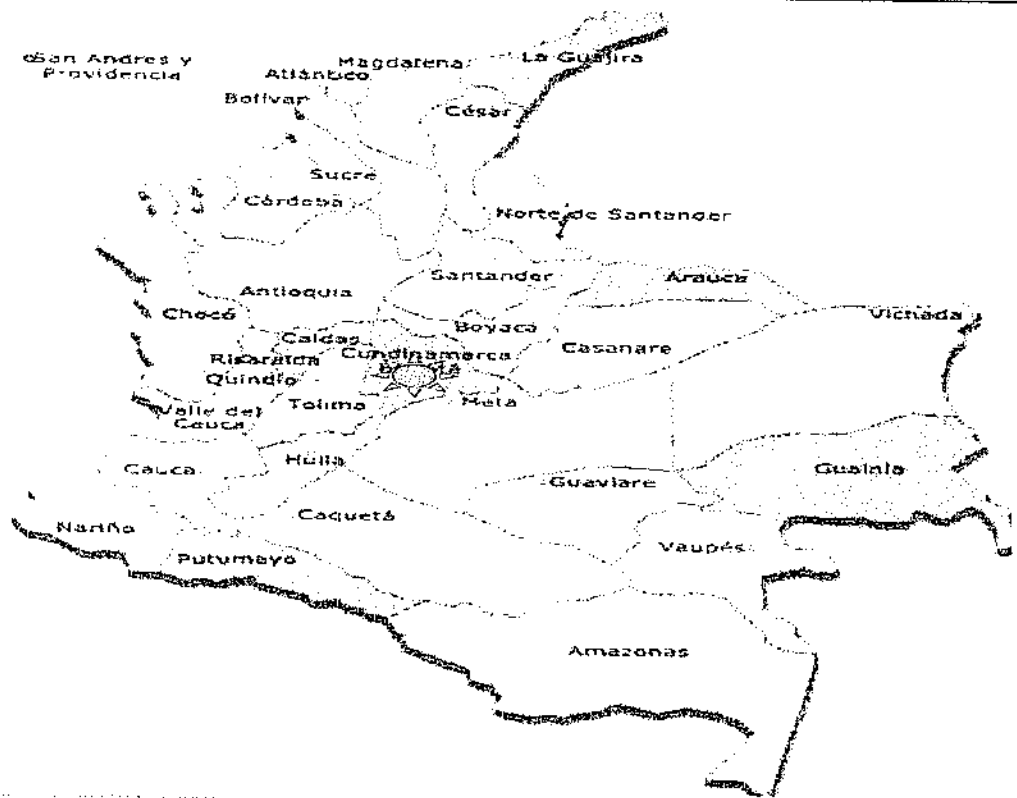 San Andres y
Providencia
Magdalena
La Guajira
Atlántico
Bolívar
César
Sucre
Córdoba
Norte de Santander
Santander
Arauca
Antioquia
Chocó
Boyacá
Vichada
Caldas
Casanare
Risaralda
Cundinamarca
Quindío
Tolima
Meta
Valle del
Cauca
Cauca
Huila
Guainía
Guaviare
Caquetá
Nariño
Vaupés
Putumayo
Amazonas